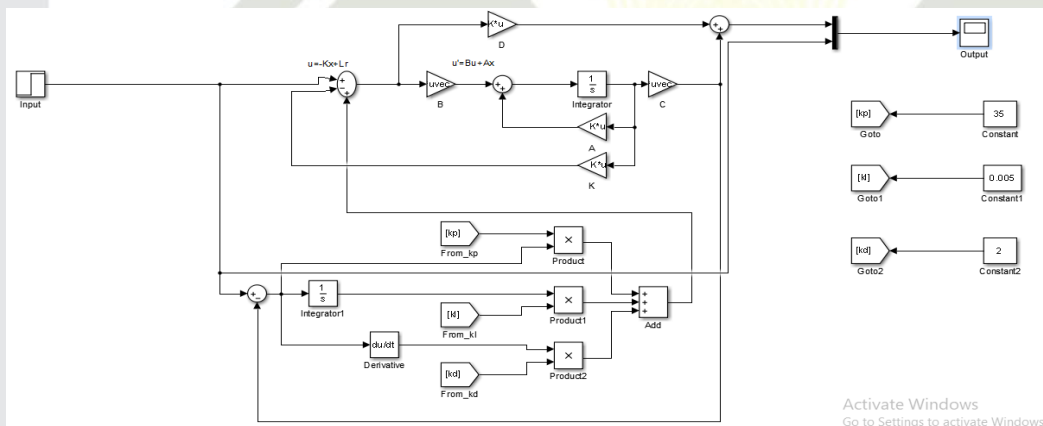 K*u
D
u=-Kx+Lr
u'=Bu+Ax
Input
uvec
B
1
s
Integrator
uvec
C
K*u
A
K*u
K
Output
[kp]
Goto
35
Constant
[kI]
Goto1
0.005
Constant1
[kd]
Goto2
2
Constant2
[kp]
From_kp
×
Product
1
s
Integrator1
[kI]
From_kI
×
Product1
Add
du/dt
Derivative
[kd]
From_kd
×
Product2
Activate Windows
Go to Settings to activate Windows